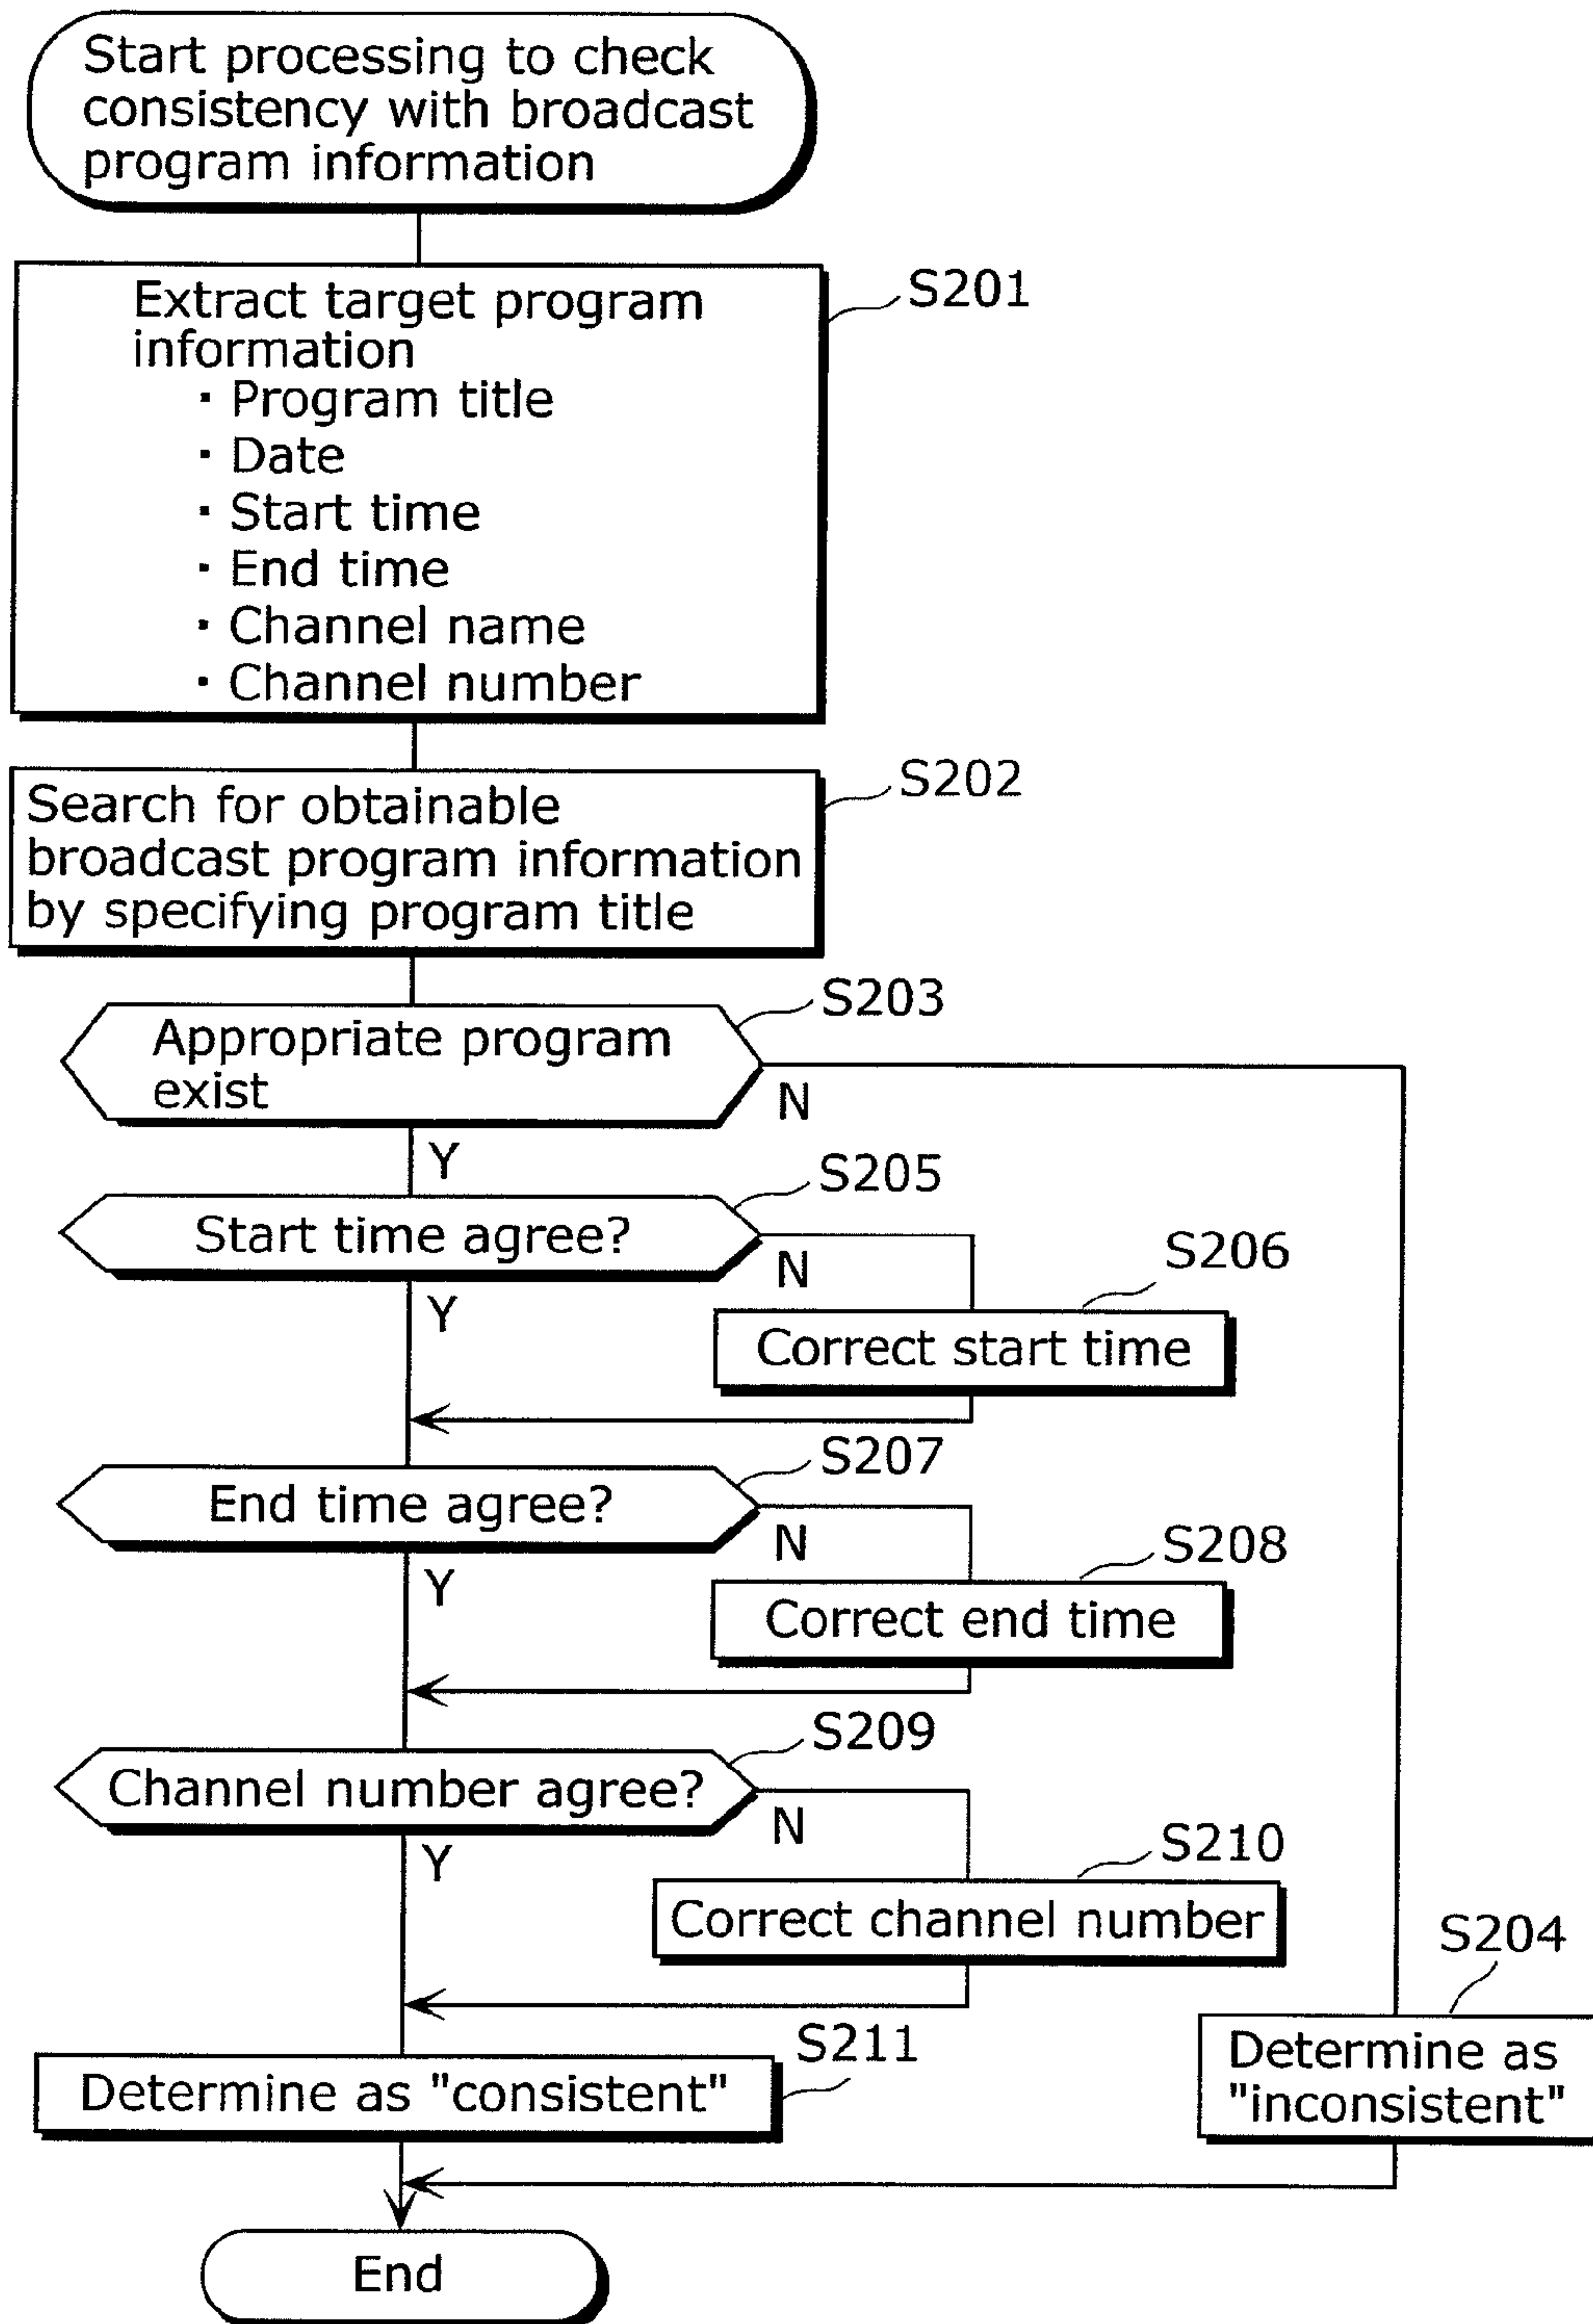 Start processing to check
consistency with broadcast
program information
S201
Extract target program
information
· Program title
· Date
· Start time
· End time
· Channel name
· Channel number
S202
Search for obtainable
broadcast program information
by specifying program title
S203
Appropriate program
exist
N
Y
S205
Start time agree?
N
Y
S206
Correct start time
S207
End time agree?
N
Y
S208
Correct end time
S209
Channel number agree?
N
Y
S210
Correct channel number
S204
Determine as
"inconsistent"
S211
Determine as "consistent"
End